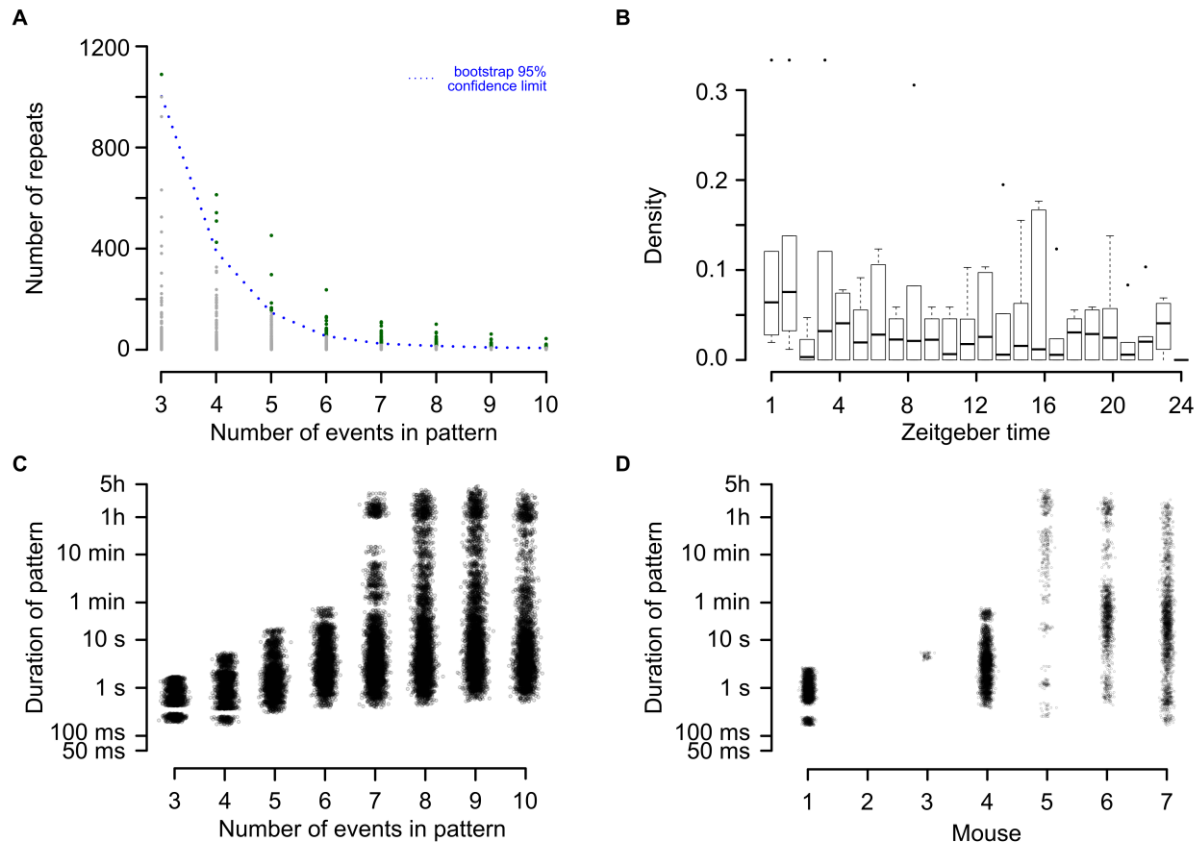 A
Number of repeats
1200
800
400
0
bootstrap 95%
confidence limit
3 4 5 6 7 8 9 10
Number of events in pattern
B
Density
0.3
0.2
0.1
0.0
1 4 8 12 16 20 24
Zeitgeber time
C
Duration of pattern
5h
1h
10 min
1 min
10 s
1 s
100 ms
50 ms
3 4 5 6 7 8 9 10
Number of events in pattern
D
Duration of pattern
5h
1h
10 min
1 min
10 s
1 s
100 ms
50 ms
1 2 3 4 5 6 7
Mouse